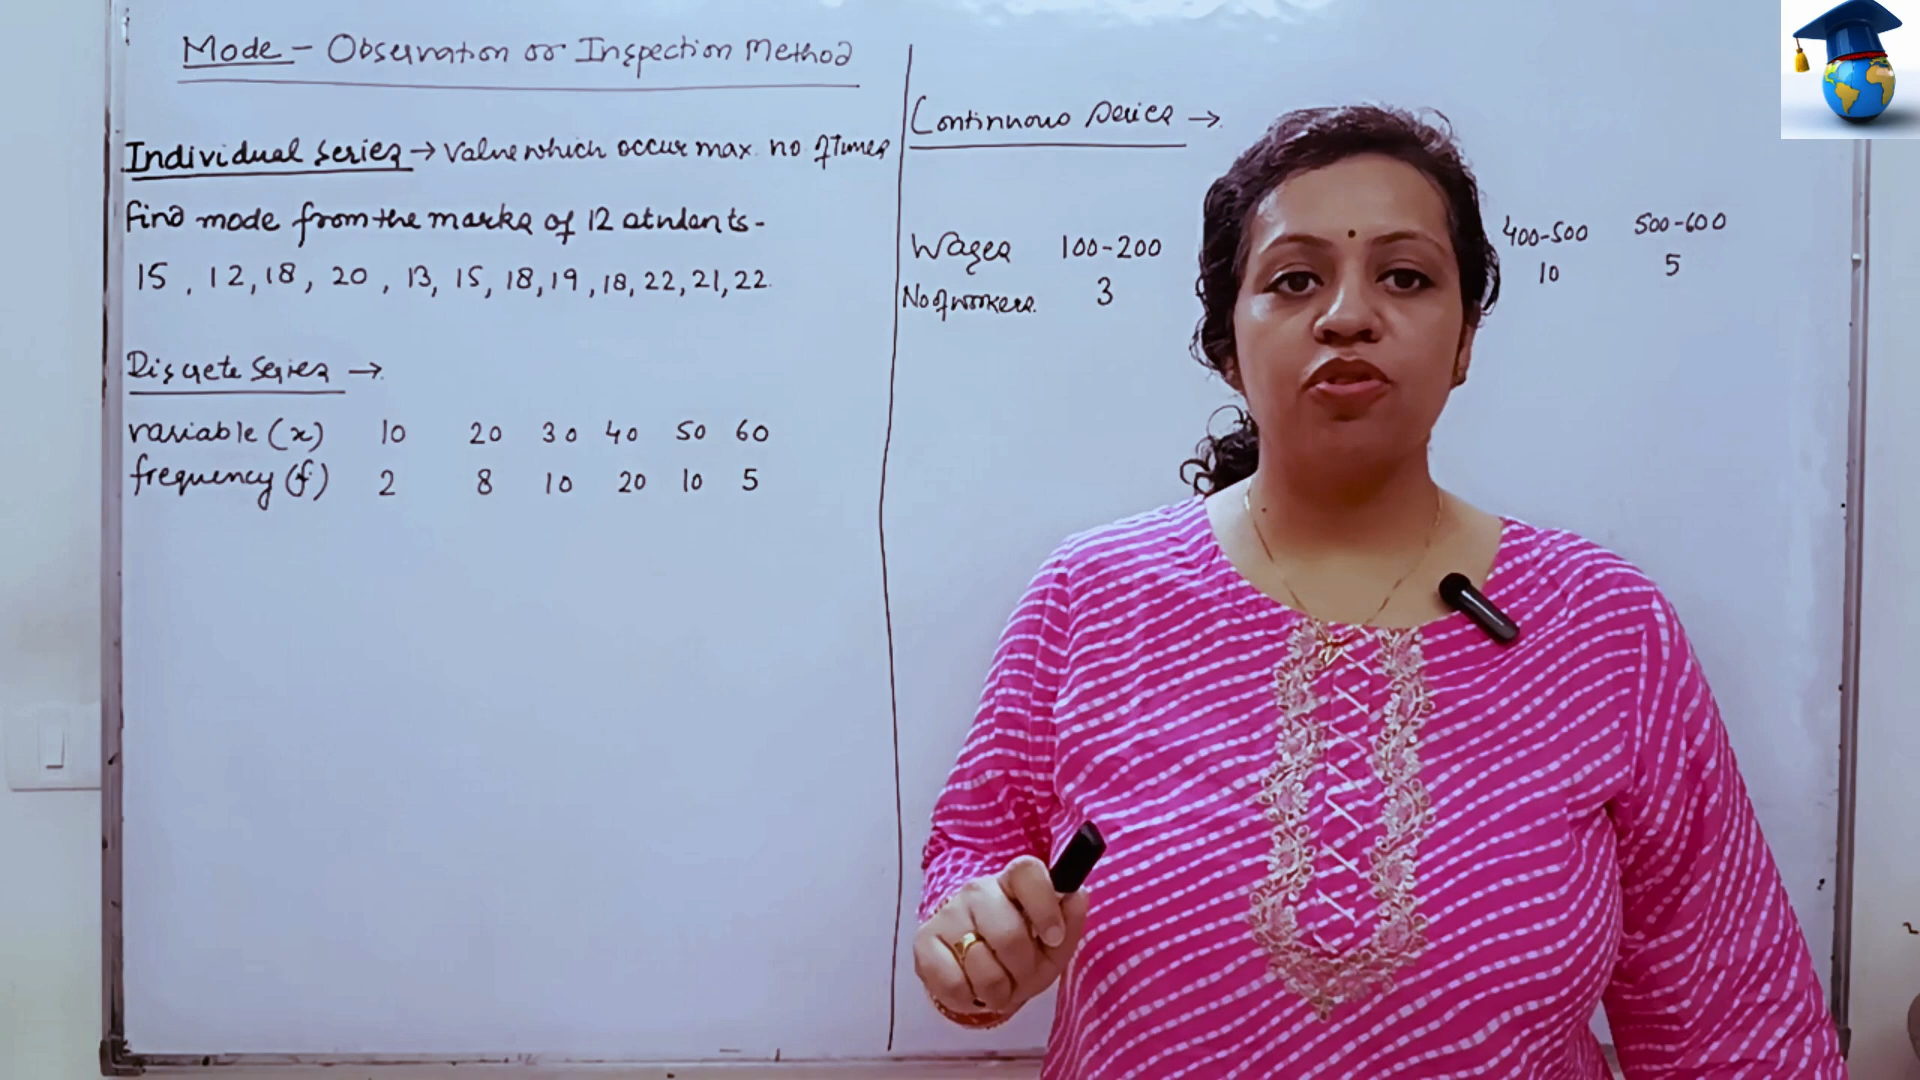 Mode - Observation or Inspection Method
Individual series → Value which occur max. no of Times
Find mode from the marks of 12 students-
15, 12, 18, 20, 13, 15, 18, 19, 18, 22, 21, 22.
Discrete Series →
variable (x) 10 20 30 40 50 60
frequency (f) 2 8 10 20 10 5
Continuous Series →
Wages 100-200 400-500 500-600
No of workers. 3 10 5